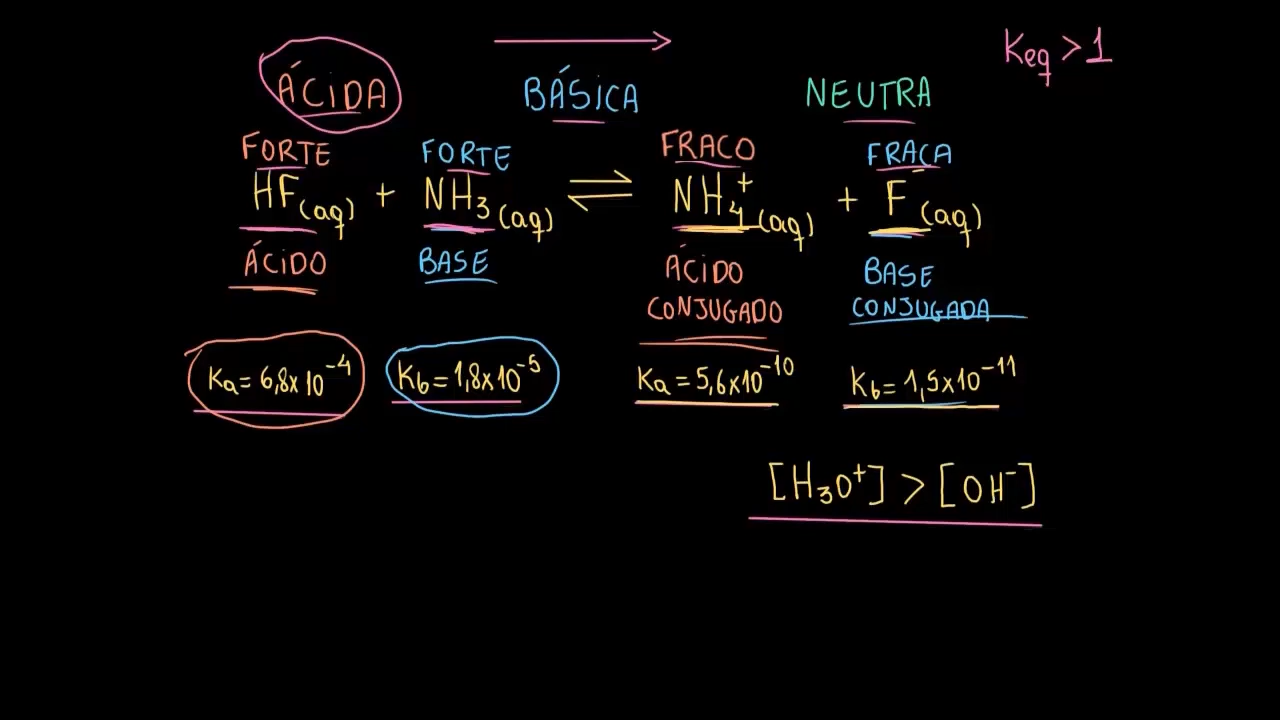 Keq > 1
ÁCIDA BÁSICA NEUTRA
FORTE FORTE FRACO FRACA
HF(aq) + NH₃(aq) ⇌ NH₄⁺(aq) + F⁻(aq)
ÁCIDO BASE ÁCIDO CONJUGADO BASE CONJUGADA
Ka = 6,8x10⁻⁴ Kb = 1,8x10⁻⁵ Ka = 5,6x10⁻¹⁰ Kb = 1,5x10⁻¹¹
[H₃O⁺] > [OH⁻]